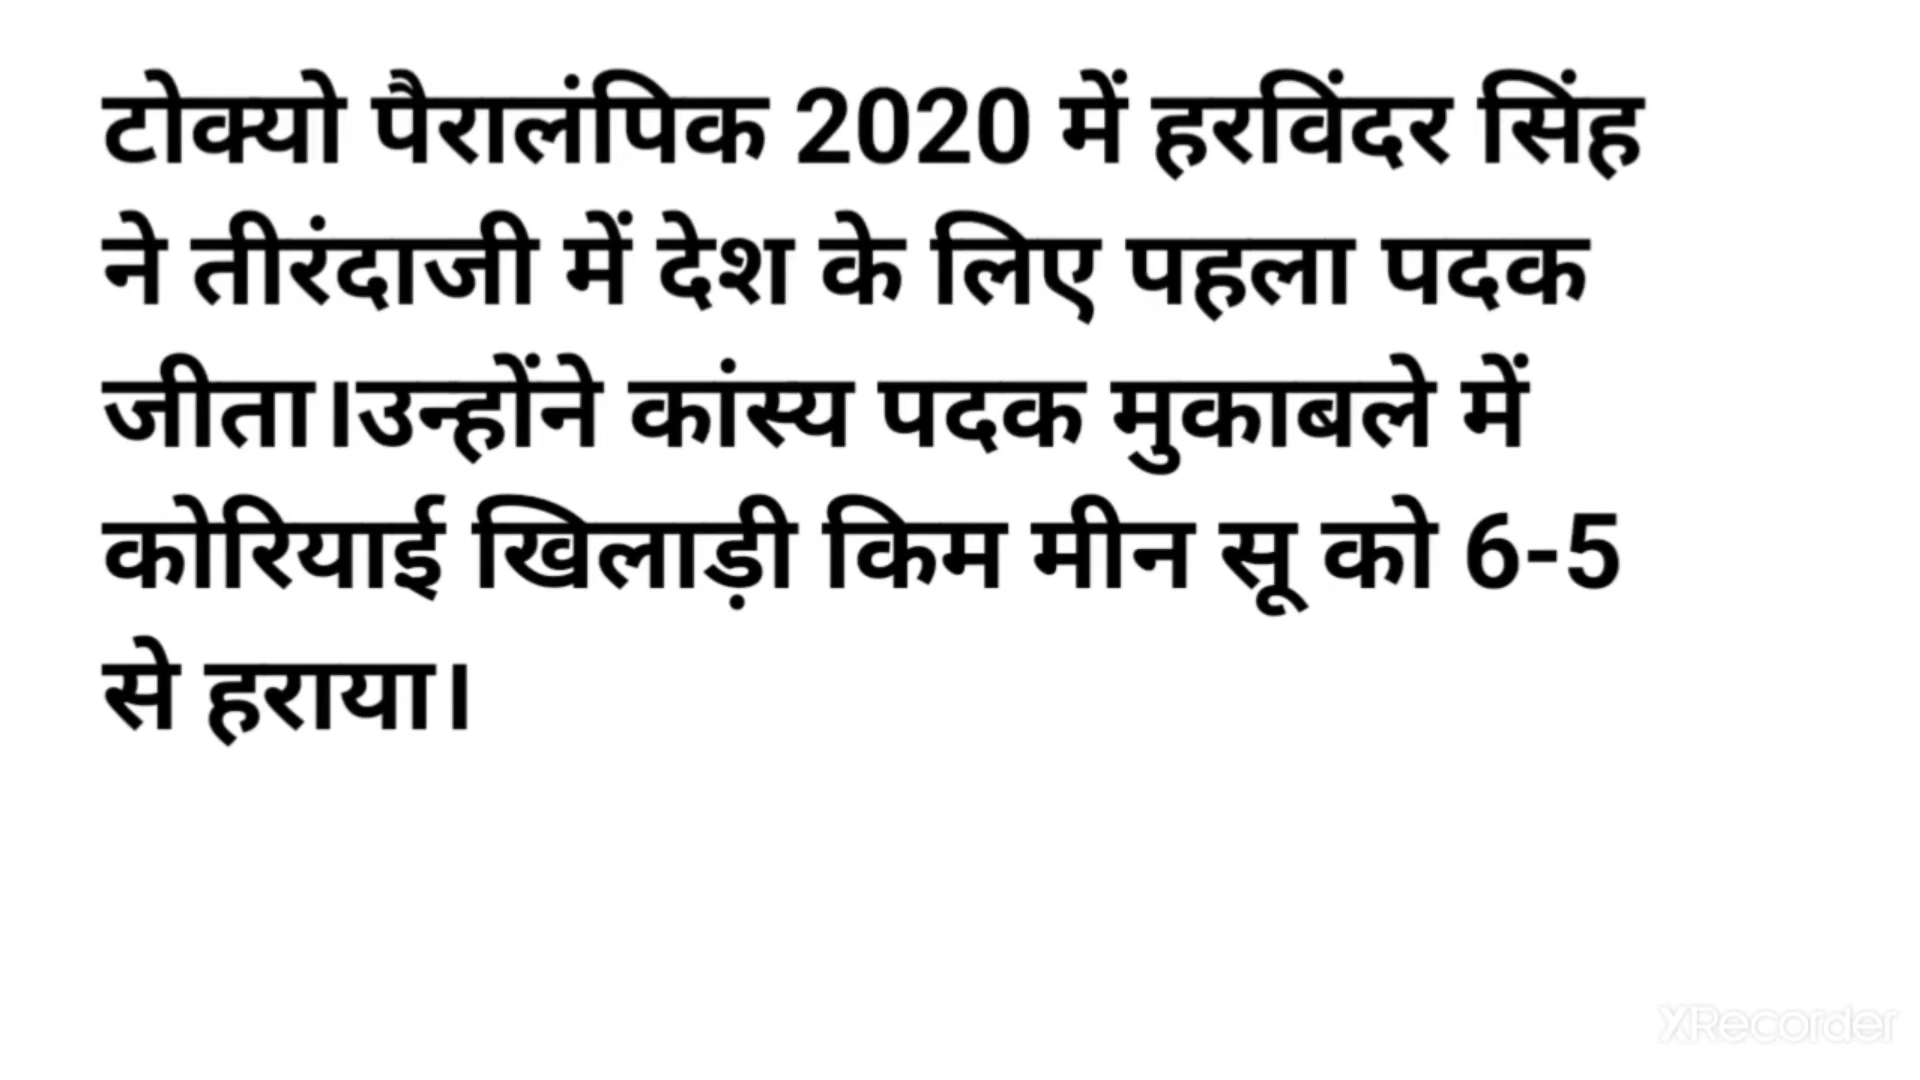 टोक्यो पैरालंपिक 2020 में हरविंदर सिंह
ने तीरंदाजी में देश के लिए पहला पदक
जीता।उन्होंने कांस्य पदक मुकाबले में
कोरियाई खिलाड़ी किम मीन सू को 6-5
से हराया।
XRecorder